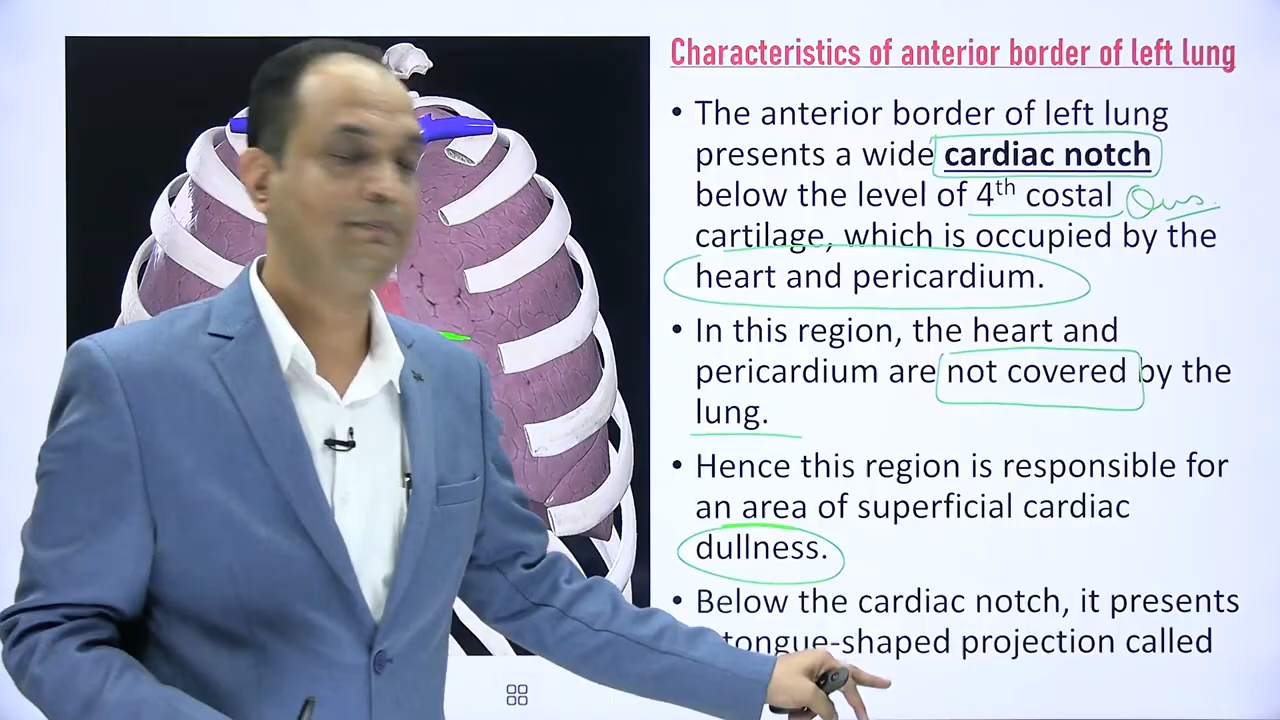 Characteristics of anterior border of left lung
• The anterior border of left lung
presents a wide cardiac notch
below the level of 4th costal
cartilage, which is occupied by the
heart and pericardium.
• In this region, the heart and
pericardium are not covered by the
lung.
• Hence this region is responsible for
an area of superficial cardiac
dullness.
• Below the cardiac notch, it presents
tongue-shaped projection called